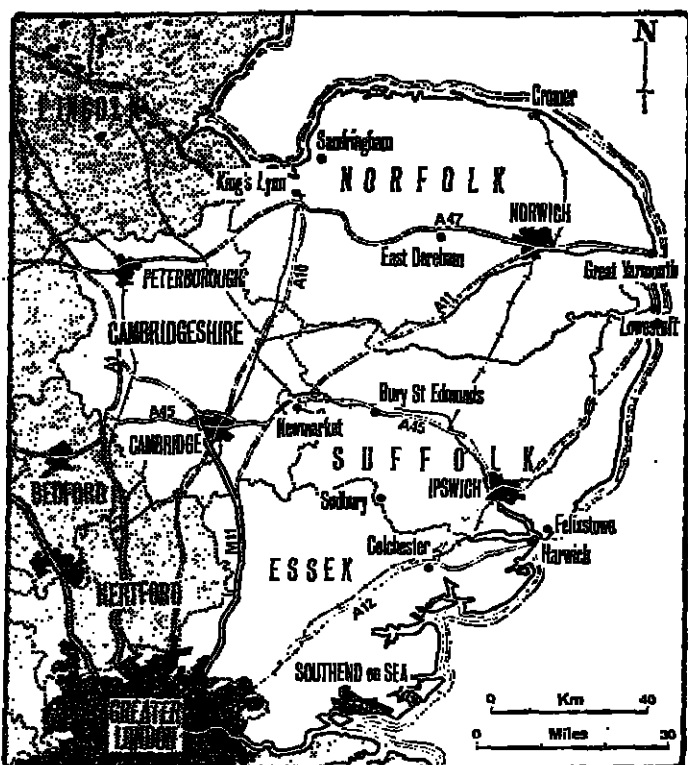 N
Cromer
Sandringham
King's Lynn
NORFOLK
A47
NORWICH
East Dereham
Great Yarmouth
PETERBOROUGH
A10
A11
Lowestoft
CAMBRIDGESHIRE
Bury St Edmunds
A45
Newmarket
A45
CAMBRIDGE
SUFFOLK
BEDFORD
IPSWICH
Sudbury
Felixstowe
M11
Colchester
Harwick
ESSEX
HERTFORD
A12
SOUTHEND on SEA
GREATER
LONDON
0 Km 40
0 Miles 30